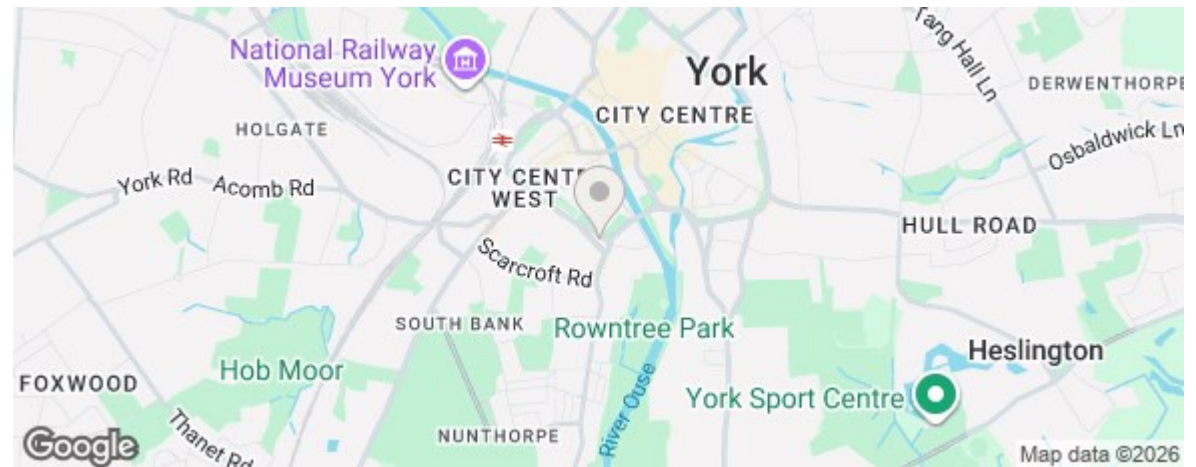 National Railway
Museum York
York
Tang Hall Ln
DERWENTHORPE
CITY CENTRE
HOLGATE
Osbaldwick Ln
York Rd
Acomb Rd
CITY CENT
WEST
HULL ROAD
Scarcroft Rd
SOUTH BANK
Rowntree Park
Heslington
Hob Moor
FOXWOOD
York Sport Centre
River Ouse
Thanet Rd
NUNTHORPE
Google
Map data ©2026